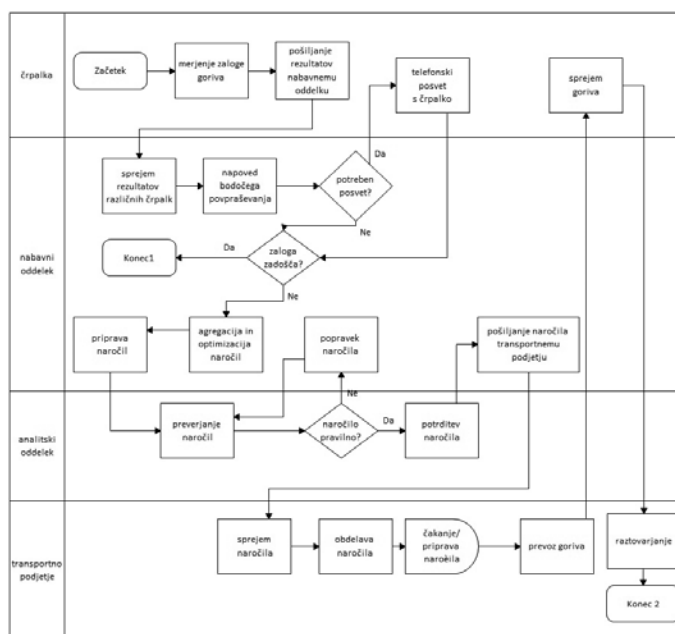 črpalka
Začetek
merjenje zaloge
goriva
pošiljanje
rezultatov
nabavnemu
oddelku
telefonski
posvet
s črpalko
sprejem
goriva
nabavni
oddelek
sprejem
rezultatov
različnih črpalk
napoved
bodočega
povpraševanja
potreben
posvet?
Da
Ne
zaloga
zadošča?
Da
Konec1
Ne
priprava
naročil
agregacija in
optimizacija
naročil
popravek
naročila
pošiljanje naročila
transportnemu
podjetju
analitski
oddelek
preverjanje
naročil
naročilo
pravilno?
Ne
Da
potrditev
naročila
transportno
podjetje
sprejem
naročila
obdelava
naročila
čakanje/
priprava
naroèila
prevoz goriva
raztovarjanje
Konec 2